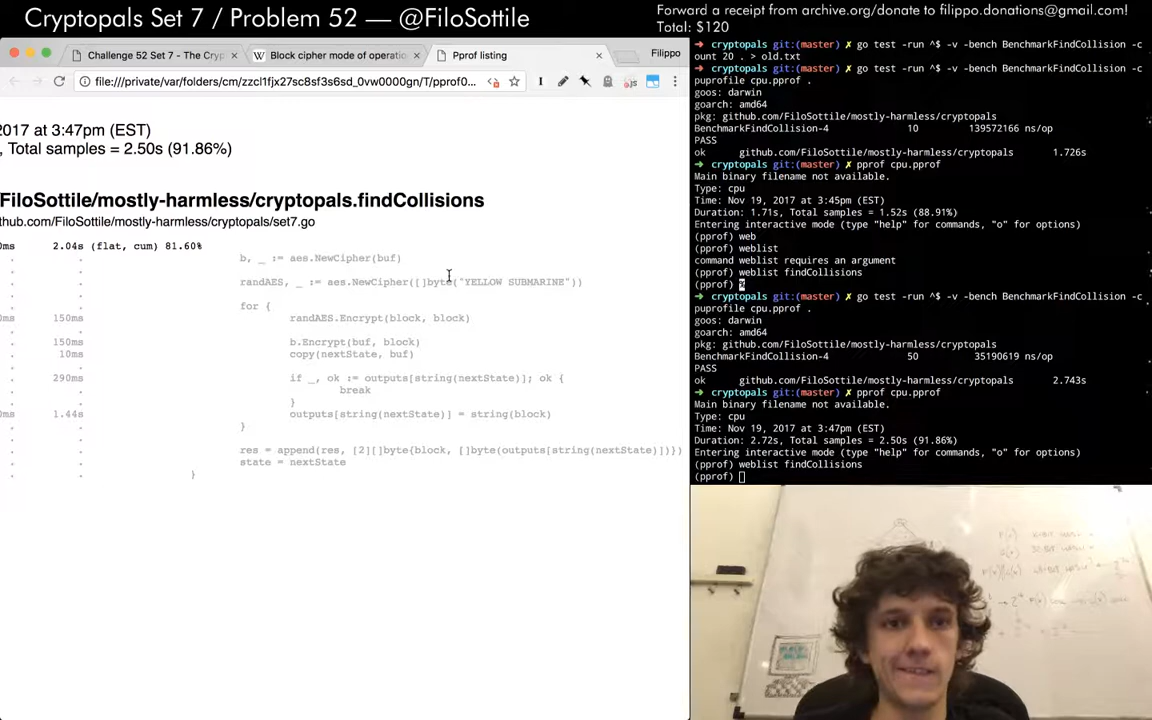 Cryptopals Set 7 / Problem 52 — @FiloSottile
Forward a receipt from archive.org/donate to filippo.donations@gmail.com!
Total: $120
Challenge 52 Set 7 - The Cryp
Block cipher mode of operatio
Pprof listing
Filippo
file:///private/var/folders/cm/zzcl1fjx27sc8sf3s6sd_0vw0000gn/T/pprof0...
2017 at 3:47pm (EST)
, Total samples = 2.50s (91.86%)
FiloSottile/mostly-harmless/cryptopals.findCollisions
thub.com/FiloSottile/mostly-harmless/cryptopals/set7.go
0ms 2.04s (flat, cum) 81.60%
. . b, _ := aes.NewCipher(buf)
. . randAES, _ := aes.NewCipher([]byte("YELLOW SUBMARINE"))
. . for {
. 150ms randAES.Encrypt(block, block)
. 150ms b.Encrypt(buf, block)
. 10ms copy(nextState, buf)
. 290ms if _, ok := outputs[string(nextState)]; ok {
. . break
. . }
0ms 1.44s outputs[string(nextState)] = string(block)
. . }
. . res = append(res, [2][]byte{block, []byte(outputs[string(nextState)])})
. . state = nextState
. . }
➜ cryptopals git:(master) ✗ go test -run ^$ -v -bench BenchmarkFindCollision -c
ount 20 . > old.txt
➜ cryptopals git:(master) ✗ go test -run ^$ -v -bench BenchmarkFindCollision -c
puprofile cpu.pprof .
goos: darwin
goarch: amd64
pkg: github.com/FiloSottile/mostly-harmless/cryptopals
BenchmarkFindCollision-4 10 139572166 ns/op
PASS
ok github.com/FiloSottile/mostly-harmless/cryptopals 1.726s
➜ cryptopals git:(master) ✗ pprof cpu.pprof
Main binary filename not available.
Type: cpu
Time: Nov 19, 2017 at 3:45pm (EST)
Duration: 1.71s, Total samples = 1.52s (88.91%)
Entering interactive mode (type "help" for commands, "o" for options)
(pprof) web
(pprof) weblist
command weblist requires an argument
(pprof) weblist findCollisions
(pprof) %
➜ cryptopals git:(master) ✗ go test -run ^$ -v -bench BenchmarkFindCollision -c
puprofile cpu.pprof .
goos: darwin
goarch: amd64
pkg: github.com/FiloSottile/mostly-harmless/cryptopals
BenchmarkFindCollision-4 50 35190619 ns/op
PASS
ok github.com/FiloSottile/mostly-harmless/cryptopals 2.743s
➜ cryptopals git:(master) ✗ pprof cpu.pprof
Main binary filename not available.
Type: cpu
Time: Nov 19, 2017 at 3:47pm (EST)
Duration: 2.72s, Total samples = 2.50s (91.86%)
Entering interactive mode (type "help" for commands, "o" for options)
(pprof) weblist findCollisions
(pprof)